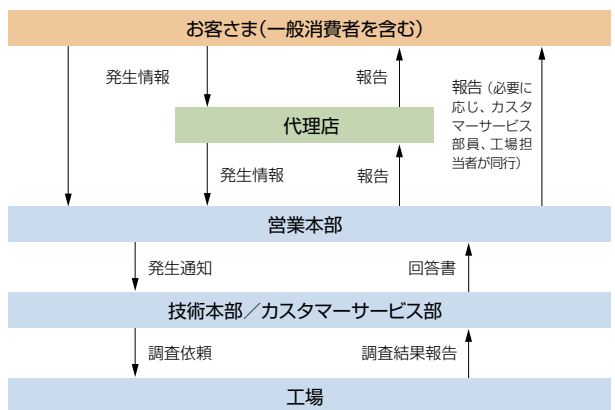 お客さま(一般消費者を含む)
発生情報
報告
報告(必要に
応じ、カスタ
マーサービス
部員、工場担
当者が同行)
代理店
発生情報
報告
営業本部
発生通知
回答書
技術本部/カスタマーサービス部
調査依頼
調査結果報告
工場